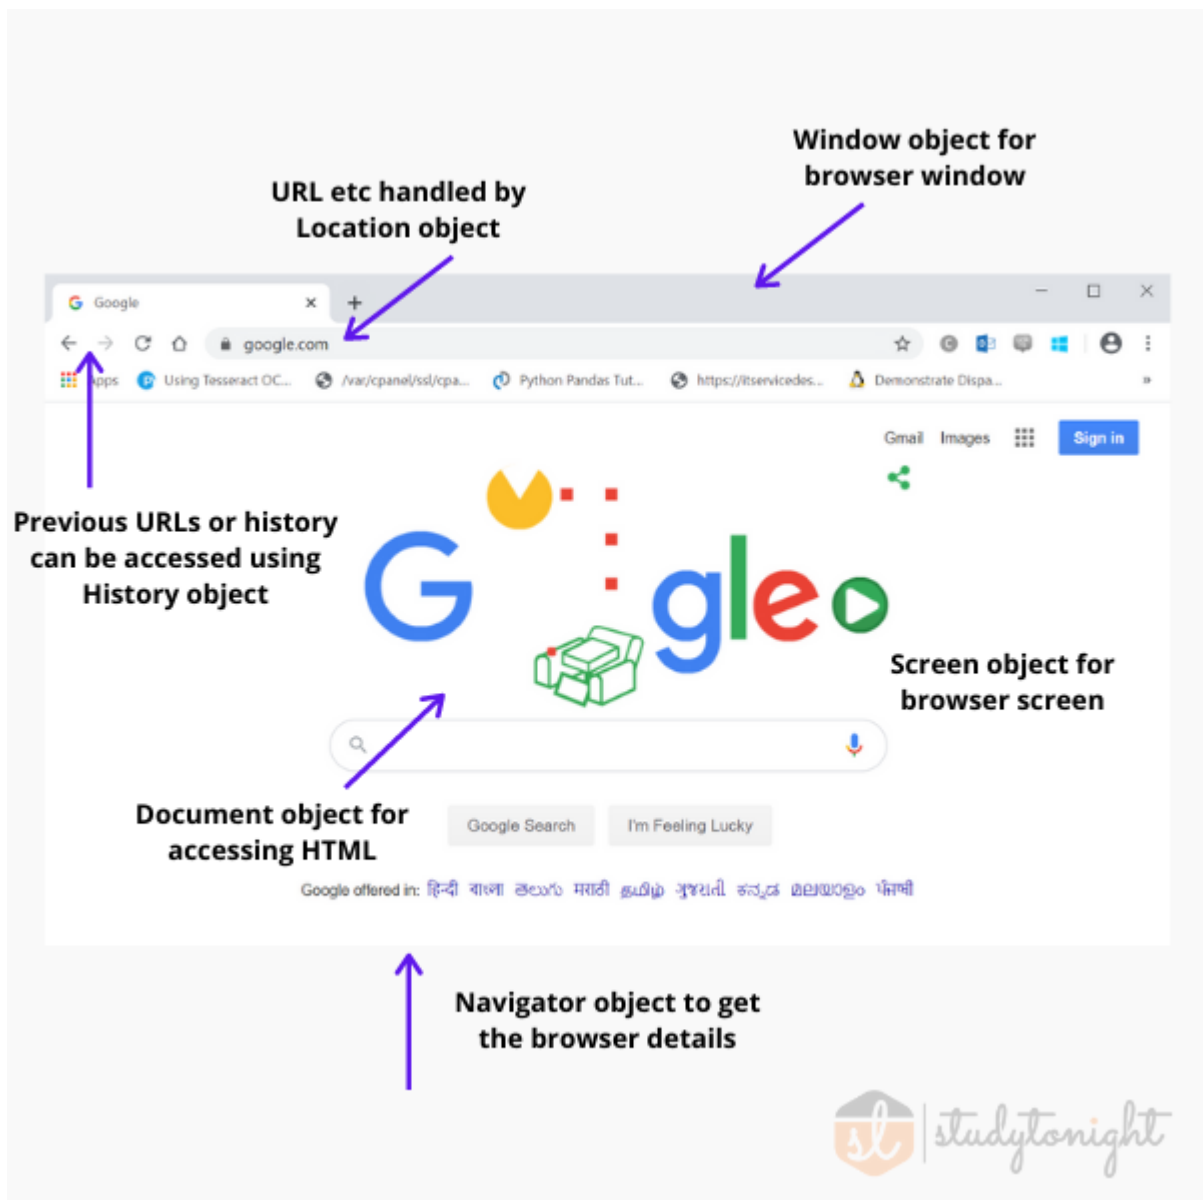 Window object for
browser window
URL etc handled by
Location object
Google
google.com
Apps Using Tesseract OC... /var/cpanel/ssl/cpa... Python Pandas Tut... https://itservicedes... Demonstrate Dispa...
Gmail Images Sign in
Previous URLs or history
can be accessed using
History object
G gle
Screen object for
browser screen
Document object for
accessing HTML
Google Search I'm Feeling Lucky
Google offered in: हिन्दी বাংলা తెలుగు मराठी தமிழ் ગુજરાતી ಕನ್ನಡ മലയാളം ਪੰਜਾਬੀ
Navigator object to get
the browser details
st studytonight